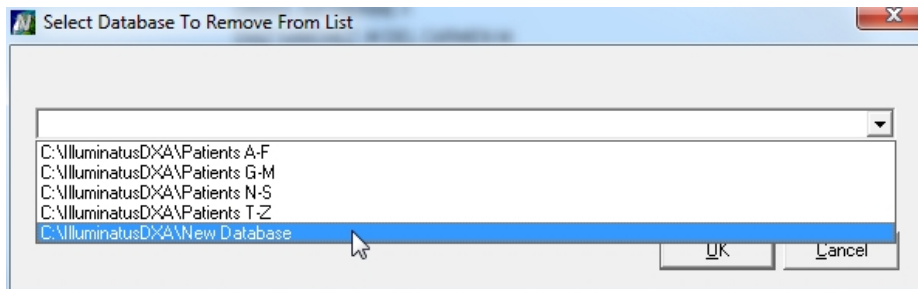 Select Database To Remove From List
C:\IlluminatusDXA\Patients A-F
C:\IlluminatusDXA\Patients G-M
C:\IlluminatusDXA\Patients N-S
C:\IlluminatusDXA\Patients T-Z
C:\IlluminatusDXA\New Database
OK
Cancel